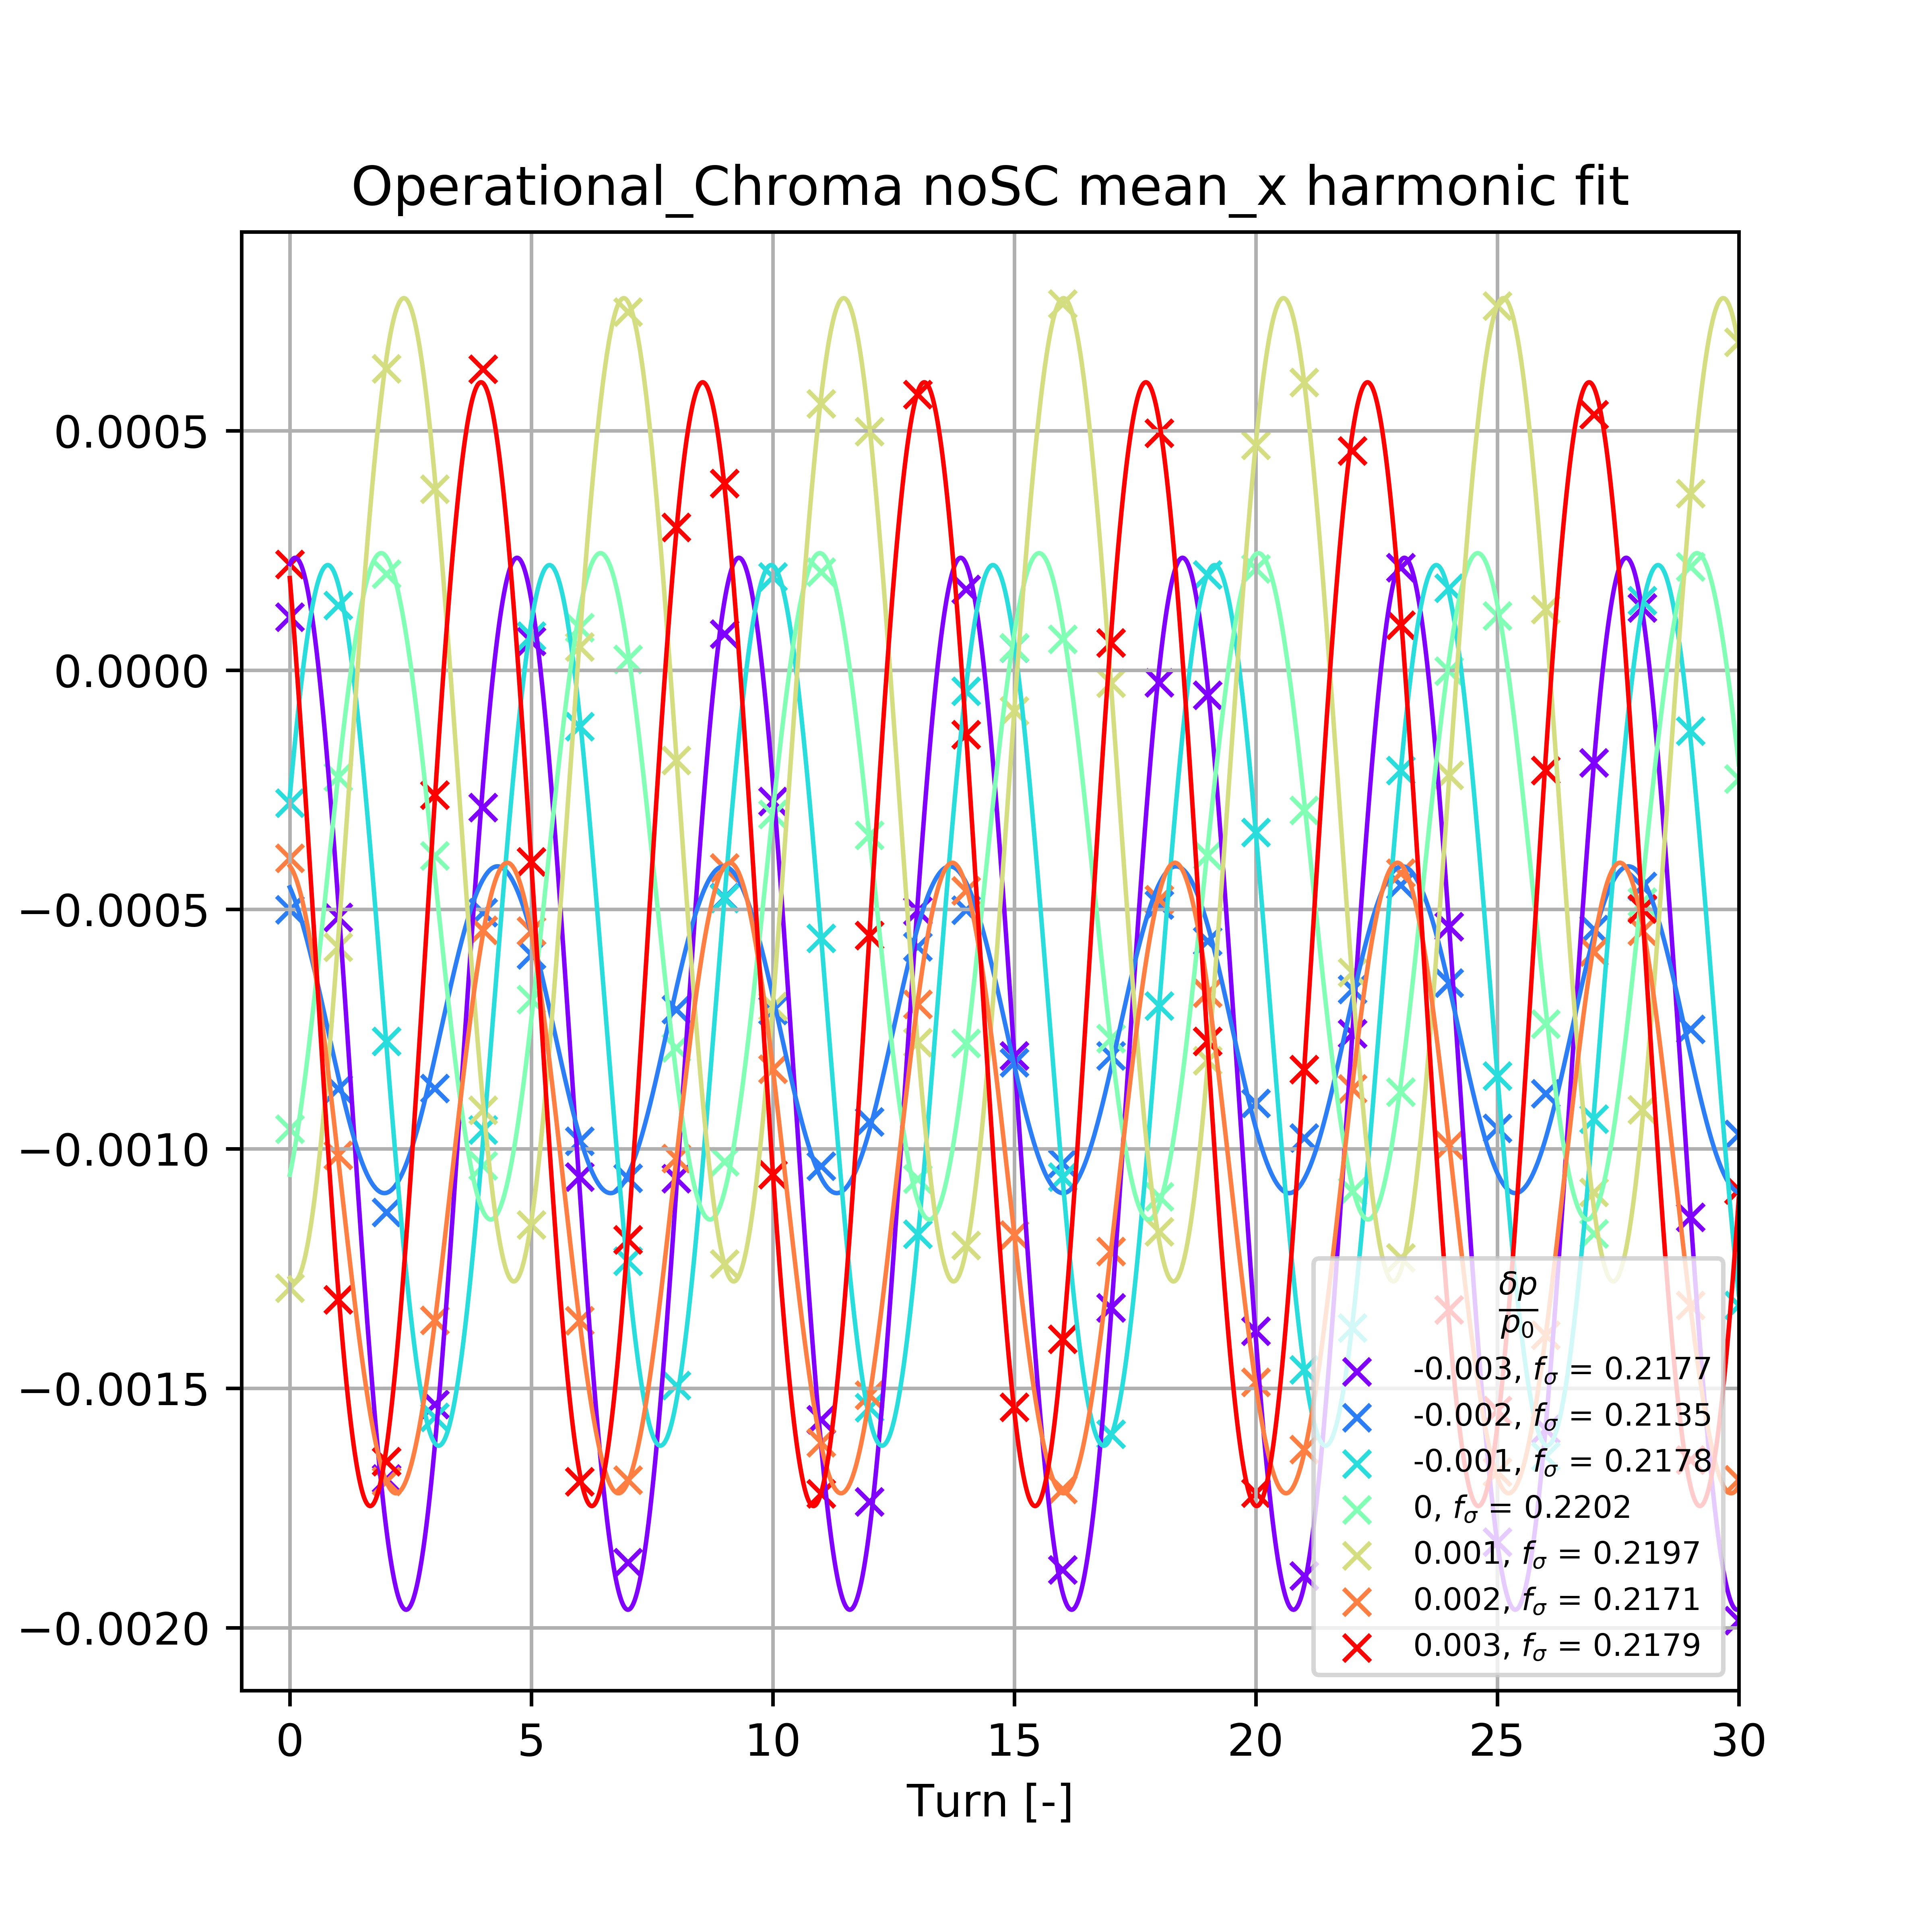 Operational_Chroma noSC mean_x harmonic fit
0.0005
0.0000
−0.0005
−0.0010
−0.0015
−0.0020
δp
p₀
-0.003, fσ = 0.2177
-0.002, fσ = 0.2135
-0.001, fσ = 0.2178
0, fσ = 0.2202
0.001, fσ = 0.2197
0.002, fσ = 0.2171
0.003, fσ = 0.2179
0 5 10 15 20 25 30
Turn [-]